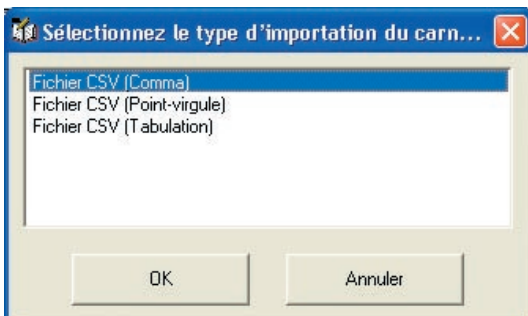 Sélectionnez le type d'importation du carn...
Fichier CSV (Comma)
Fichier CSV (Point-virgule)
Fichier CSV (Tabulation)
OK
Annuler